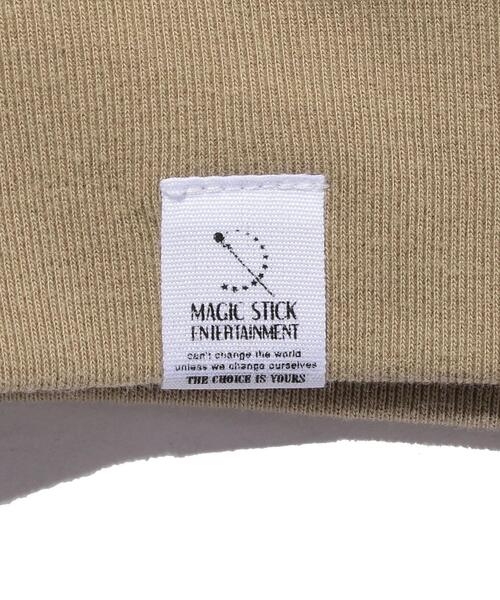 MAGIC STICK
ENTERTAINMENT
can't change the world
unless we change ourselves
THE CHOICE IS YOURS